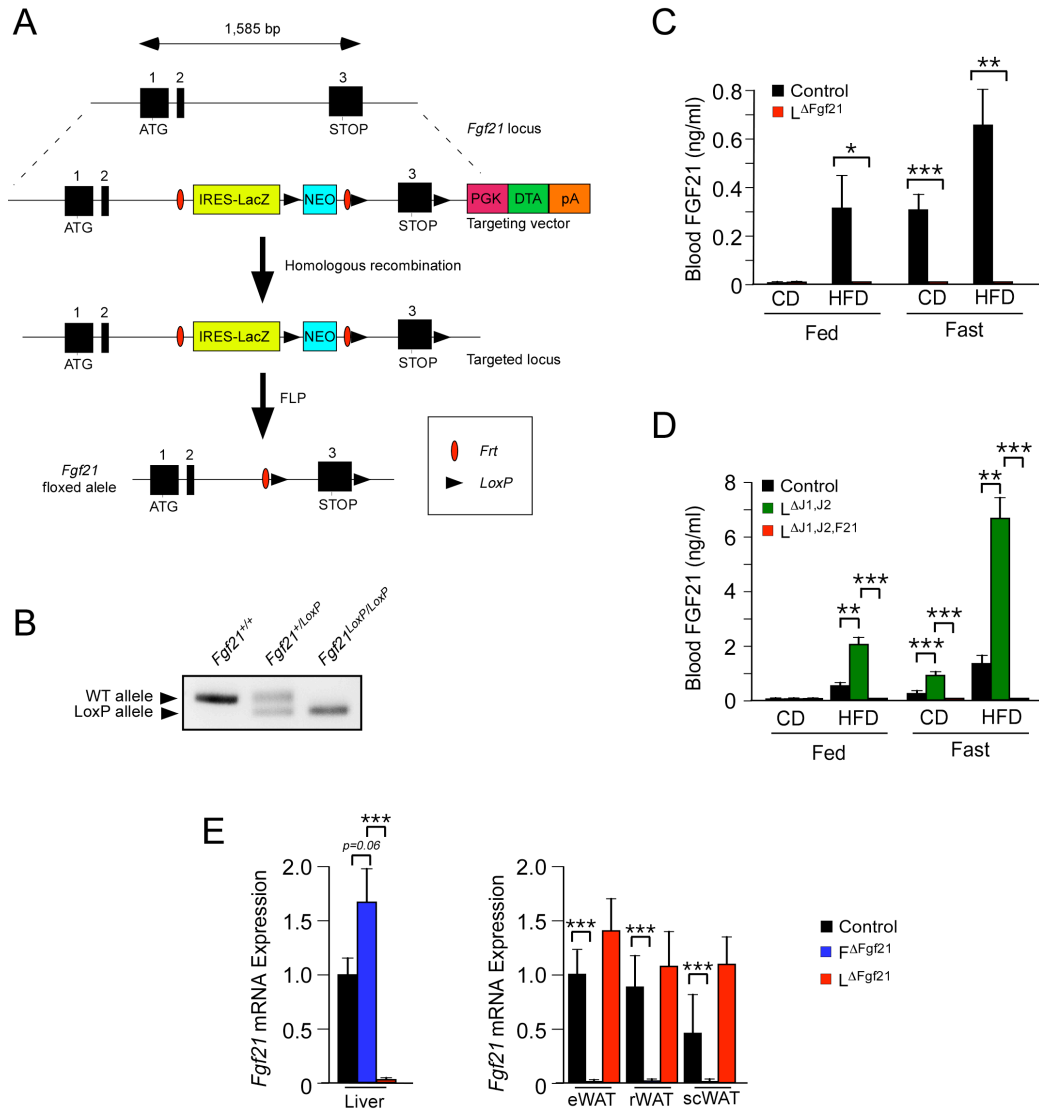 A
1,585 bp
1 2 3
ATG STOP
Fgf21 locus
1 2 3
IRES-LacZ NEO PGK DTA pA
ATG STOP Targeting vector
Homologous recombination
1 2 3
IRES-LacZ NEO
ATG STOP Targeted locus
FLP
1 2 3
Fgf21
floxed allele
ATG STOP
Frt
LoxP
B
Fgf21+/+ Fgf21+/LoxP Fgf21LoxP/LoxP
WT allele
LoxP allele
C
Control
LΔFgf21
Blood FGF21 (ng/ml)
0.8
0.6
0.4
0.2
0
* *** **
CD HFD CD HFD
Fed Fast
D
Control
LΔJ1,J2
LΔJ1,J2,F21
Blood FGF21 (ng/ml)
8
6
4
2
0
** *** *** *** ** ***
CD HFD CD HFD
Fed Fast
E
Fgf21 mRNA Expression
2.0
1.5
1.0
0.5
0
***
p=0.06
Liver
Fgf21 mRNA Expression
2.0
1.5
1.0
0.5
0
*** *** ***
eWAT rWAT scWAT
Control
FΔFgf21
LΔFgf21